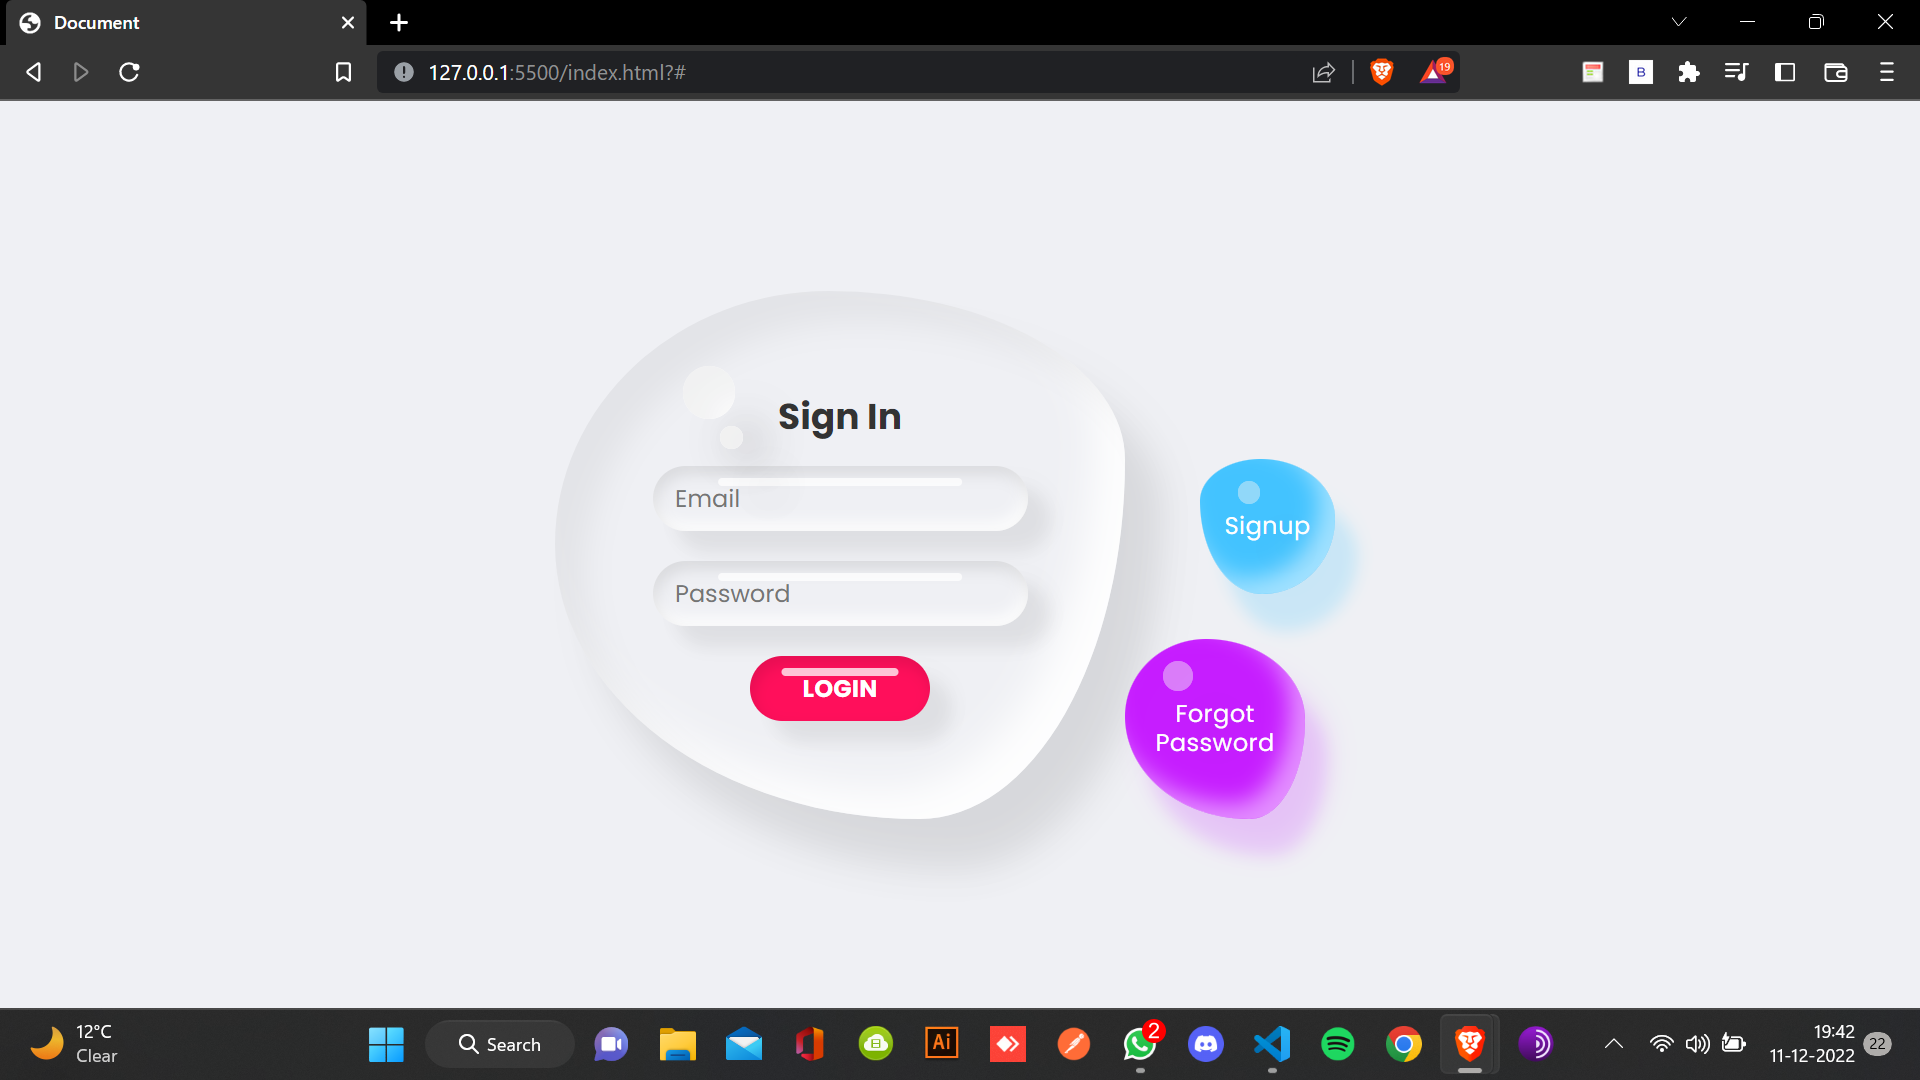 Document
127.0.0.1:5500/index.html?#
19
B
Sign In
Email
Password
LOGIN
Signup
Forgot
Password
12°C
Clear
Search
Ai
2
19:42
11-12-2022
22